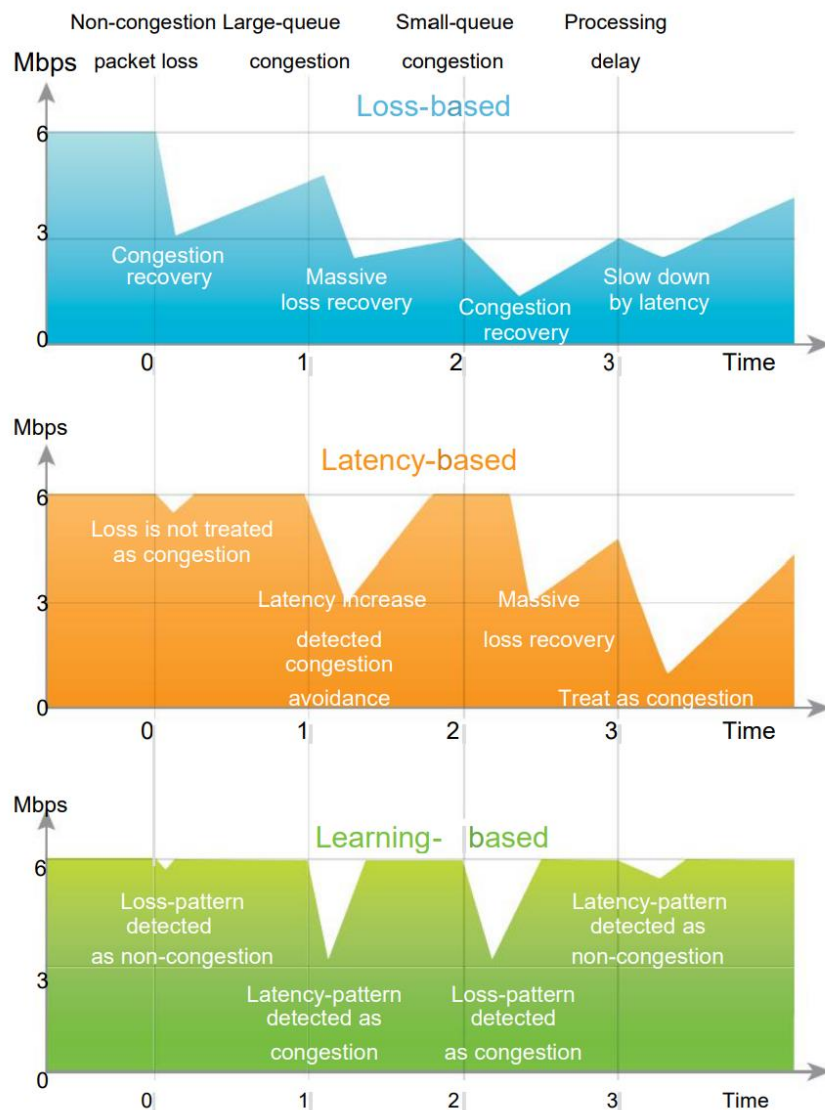 Non-congestion Large-queue Small-queue Processing
Mbps packet loss congestion congestion delay
Loss-based
6
3
Congestion
recovery
Massive
loss recovery
Congestion
recovery
Slow down
by latency
0
0 1 2 3 Time
Mbps
Latency-based
6
Loss is not treated
as congestion
3
Latency increase
detected
congestion
avoidance
Massive
loss recovery
Treat as congestion
0
0 1 2 3 Time
Mbps
Learning- based
6
Loss-pattern
detected
as non-congestion
Latency-pattern
detected as
non-congestion
3
Latency-pattern
detected as
congestion
Loss-pattern
detected
as congestion
0
0 1 2 3 Time